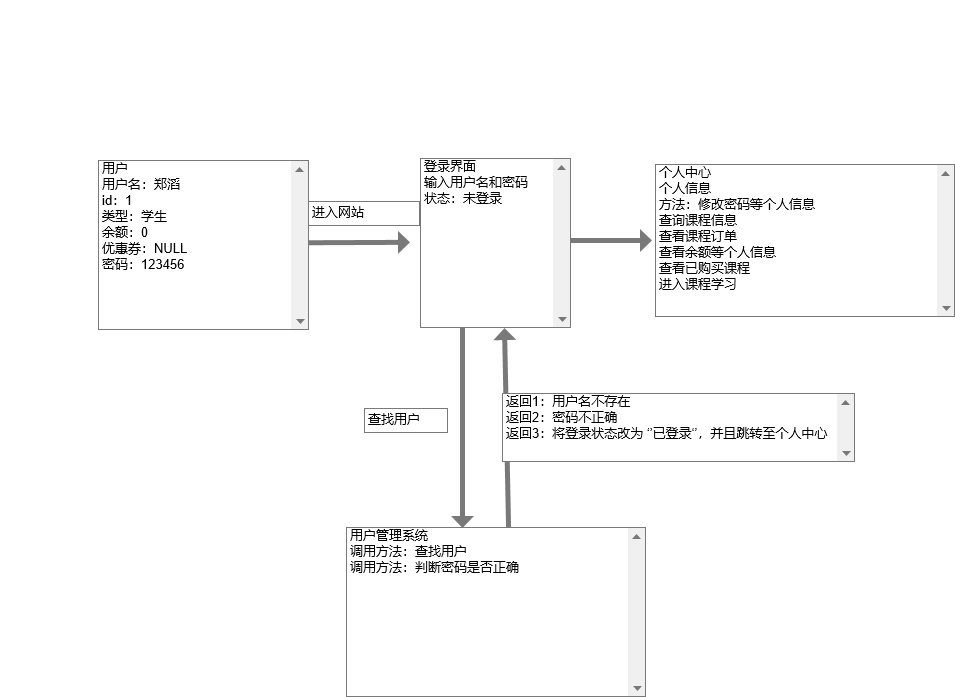 用户
用户名：郑滔
id：1
类型：学生
余额：0
优惠券：NULL
密码：123456
进入网站
登录界面
输入用户名和密码
状态：未登录
个人中心
个人信息
方法：修改密码等个人信息
查询课程信息
查看课程订单
查看余额等个人信息
查看已购买课程
进入课程学习
查找用户
返回1：用户名不存在
返回2：密码不正确
返回3：将登录状态改为 “已登录“，并且跳转至个人中心
用户管理系统
调用方法：查找用户
调用方法：判断密码是否正确